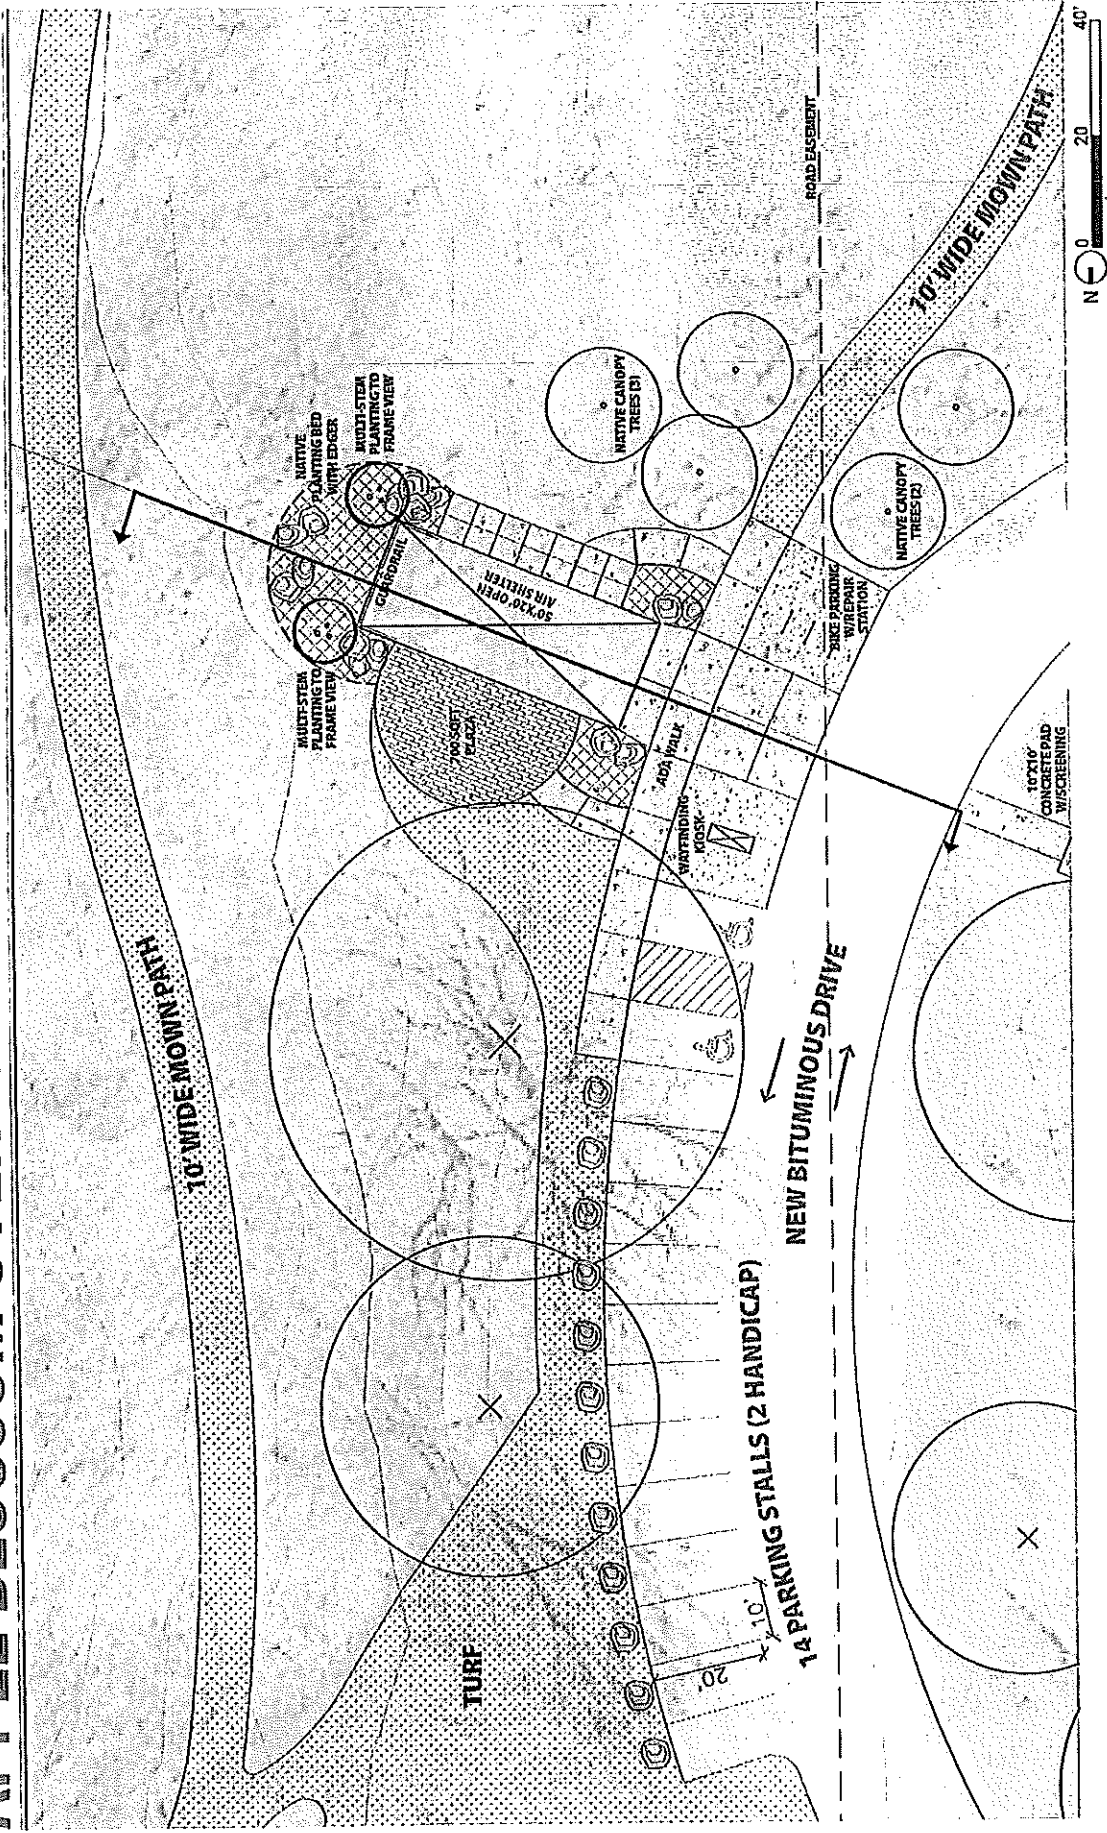 10' WIDE MOWN PATH
NATIVE
PLANTING BED
WITH EDGER
MULTI-STEM
PLANTING TO
FRAME VIEW
MULTI-STEM
PLANTING TO
FRAME VIEW
GUARDRAIL
50'X20' OPEN
AIR SHELTER
700 SQ FT
PLAZA
NATIVE CANOPY
TREES (3)
ROAD EASEMENT
10' WIDE MOWN PATH
NATIVE CANOPY
TREES (2)
BIKE PARKING
W/REPAIR
STATION
ADA WALK
WAYFINDING
KIOSK
10'X10'
CONCRETE PAD
W/SCREENING
NEW BITUMINOUS DRIVE
14 PARKING STALLS (2 HANDICAP)
TURF
20'
10'
N
0 20 40'